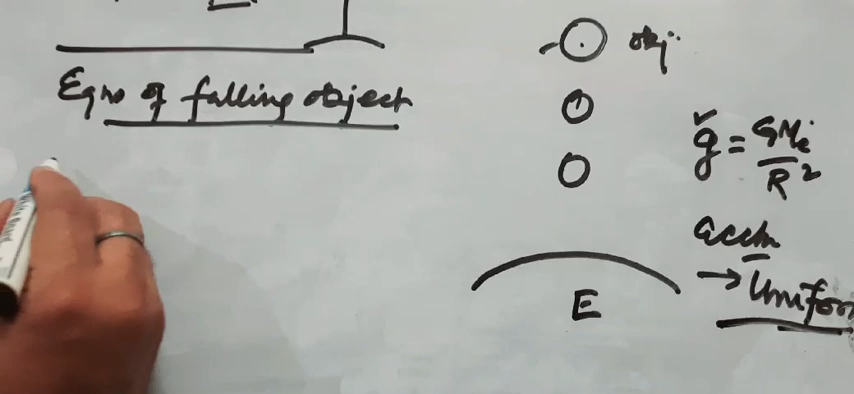 Eqns of falling object
obj.
g = GMe / R²
accn
→ Uniform
E